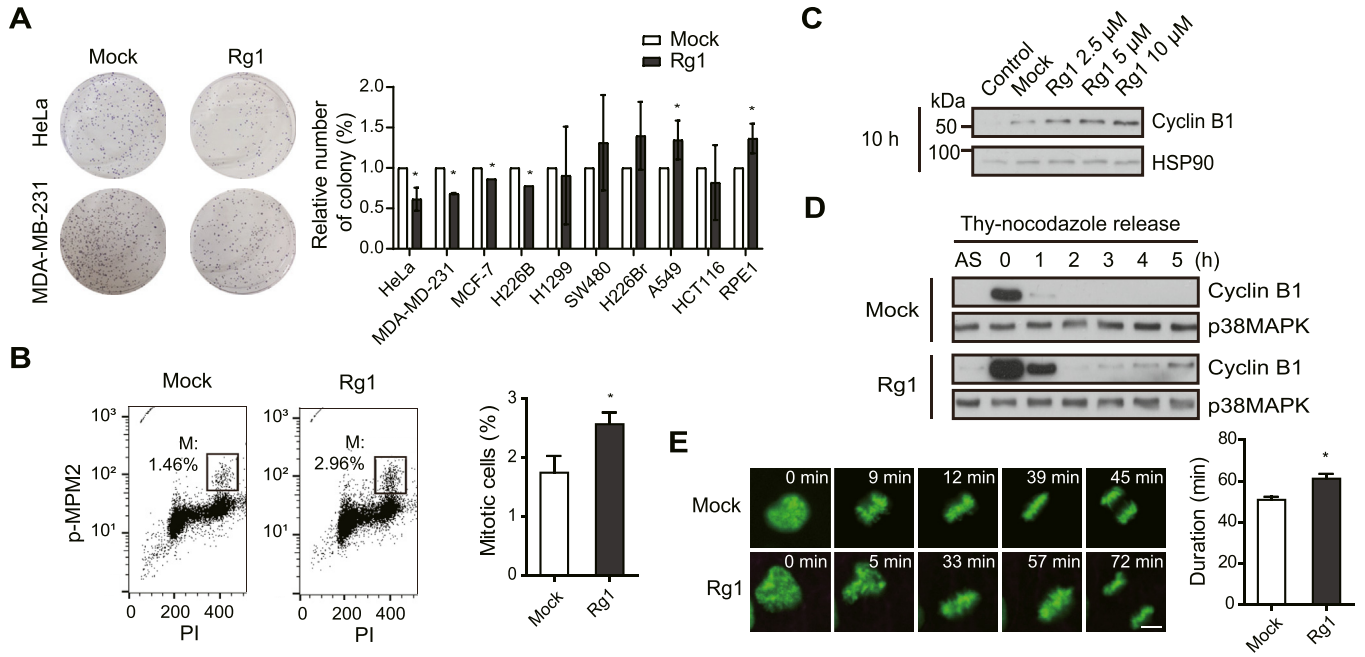 A
Mock Rg1
HeLa
MDA-MB-231
Mock
Rg1
Relative number
of colony (%)
2.0
1.5
1.0
0.5
0.0
HeLa
MDA-MD-231
MCF-7
H226B
H1299
SW480
H226Br
A549
HCT116
RPE1
* * * * * *
B
Mock Rg1
p-MPM2
10³
10²
10¹
M:
1.46%
0 200 400
PI
10³
10²
10¹
M:
2.96%
0 200 400
PI
Mitotic cells (%)
3
2
1
0
*
Mock
Rg1
C
Control
Mock
Rg1 2.5 µM
Rg1 5 µM
Rg1 10 µM
10 h
kDa
50
100
Cyclin B1
HSP90
D
Thy-nocodazole release
AS 0 1 2 3 4 5 (h)
Mock
Cyclin B1
p38MAPK
Rg1
Cyclin B1
p38MAPK
E
Mock
0 min 9 min 12 min 39 min 45 min
Rg1
0 min 5 min 33 min 57 min 72 min
Duration (min)
80
60
40
20
0
*
Mock
Rg1